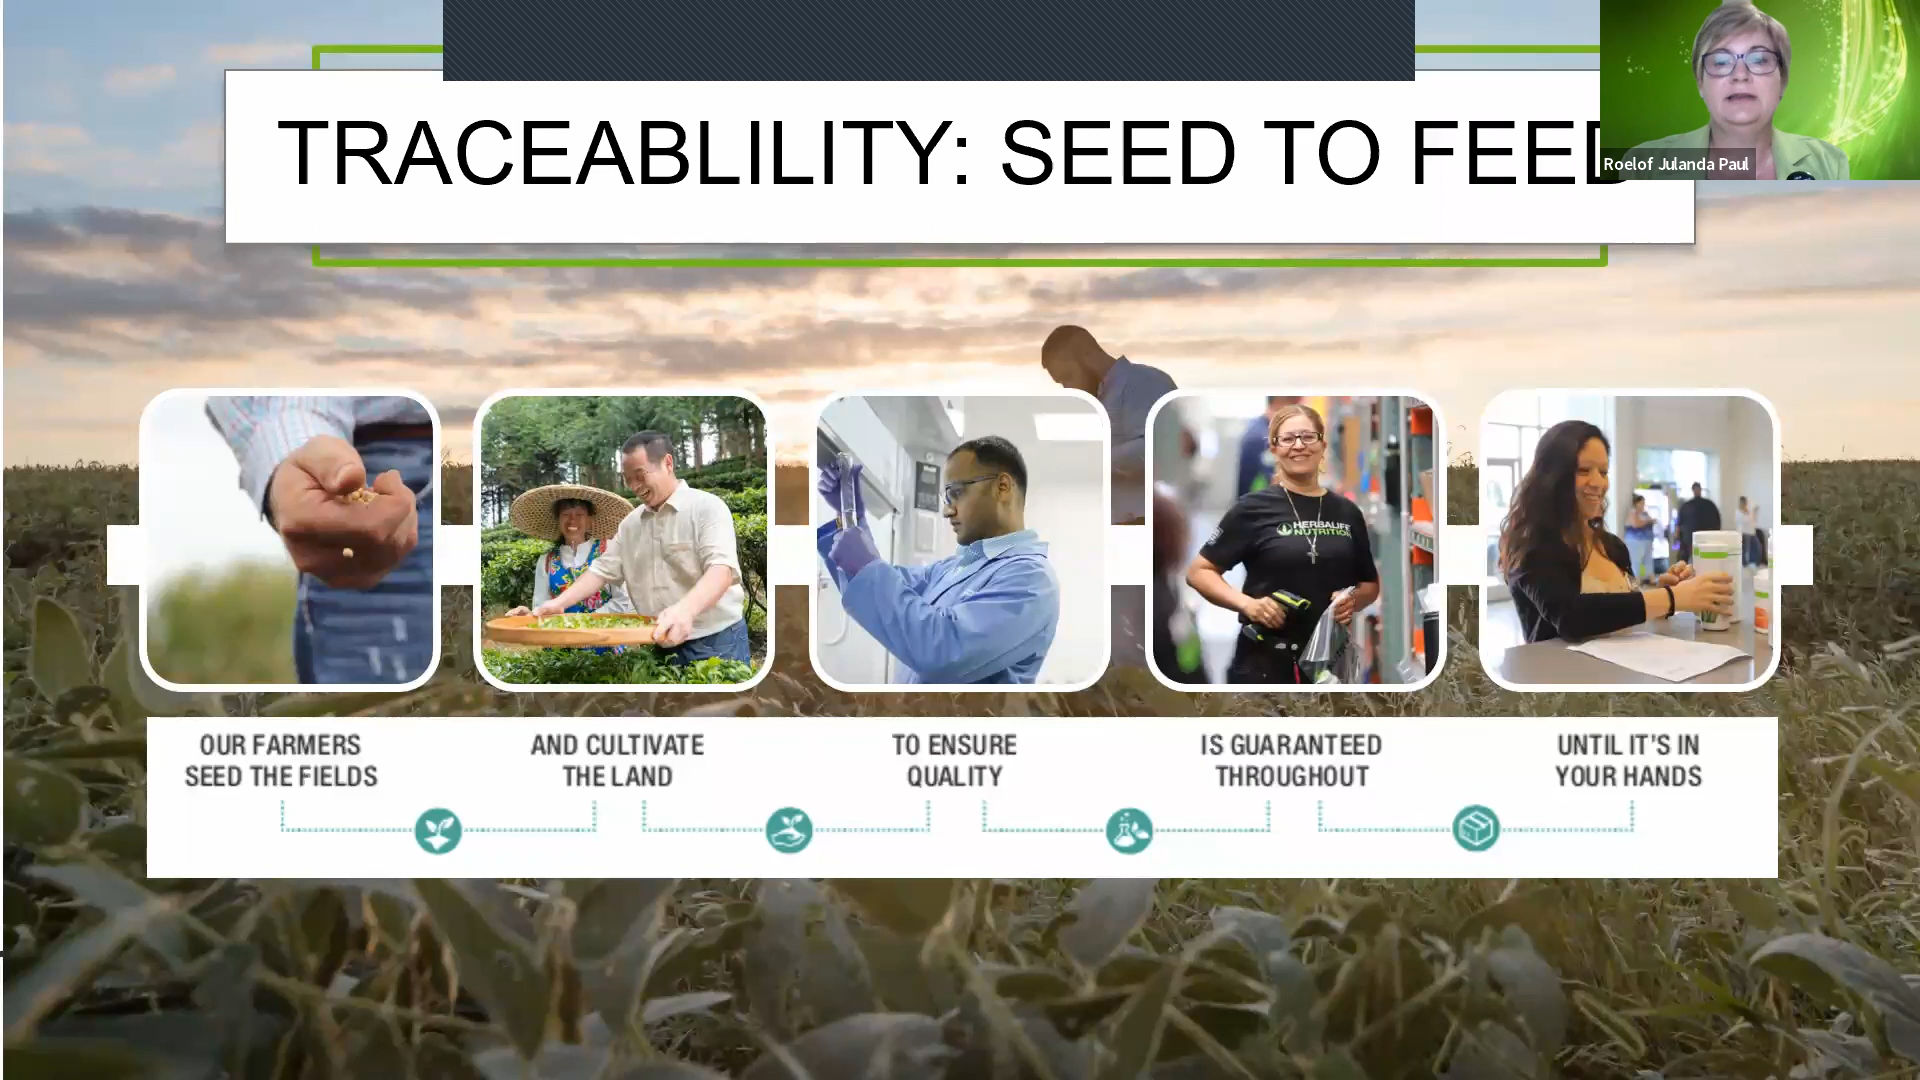 TRACEABLILITY: SEED TO FEED
Roelof Julanda Paul
HERBALIFE
NUTRITION
OUR FARMERS
SEED THE FIELDS
AND CULTIVATE
THE LAND
TO ENSURE
QUALITY
IS GUARANTEED
THROUGHOUT
UNTIL IT'S IN
YOUR HANDS